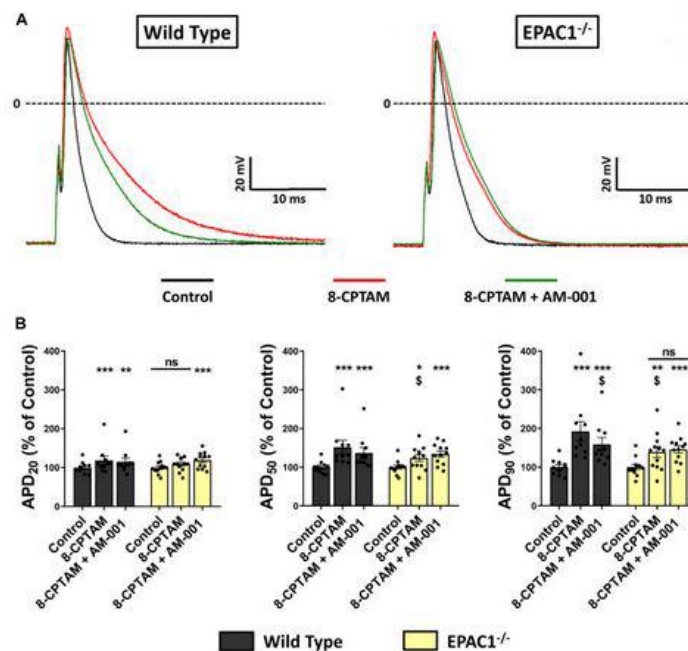 A
Wild Type
EPAC1-/-
0
0
20 mV
10 ms
20 mV
10 ms
Control
8-CPTAM
8-CPTAM + AM-001
B
APD20 (% of Control)
400
300
200
100
0
***
**
ns
***
Control
8-CPTAM
8-CPTAM + AM-001
Control
8-CPTAM
8-CPTAM + AM-001
APD50 (% of Control)
400
300
200
100
0
***
***
*
$
***
Control
8-CPTAM
8-CPTAM + AM-001
Control
8-CPTAM
8-CPTAM + AM-001
APD90 (% of Control)
400
300
200
100
0
***
***
$
ns
**
$
***
Control
8-CPTAM
8-CPTAM + AM-001
Control
8-CPTAM
8-CPTAM + AM-001
Wild Type
EPAC1-/-